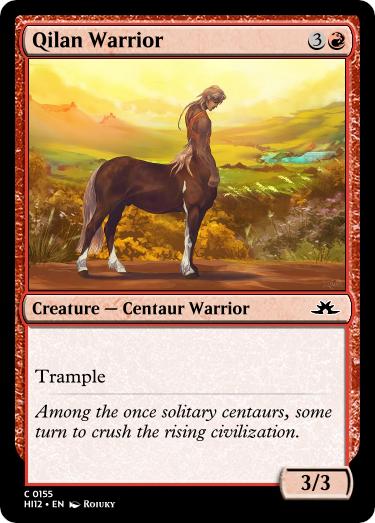 Qilan Warrior 3
Creature — Centaur Warrior
Trample
Among the once solitary centaurs, some
turn to crush the rising civilization.
3/3
C 0155
HI12 • EN Roiuky